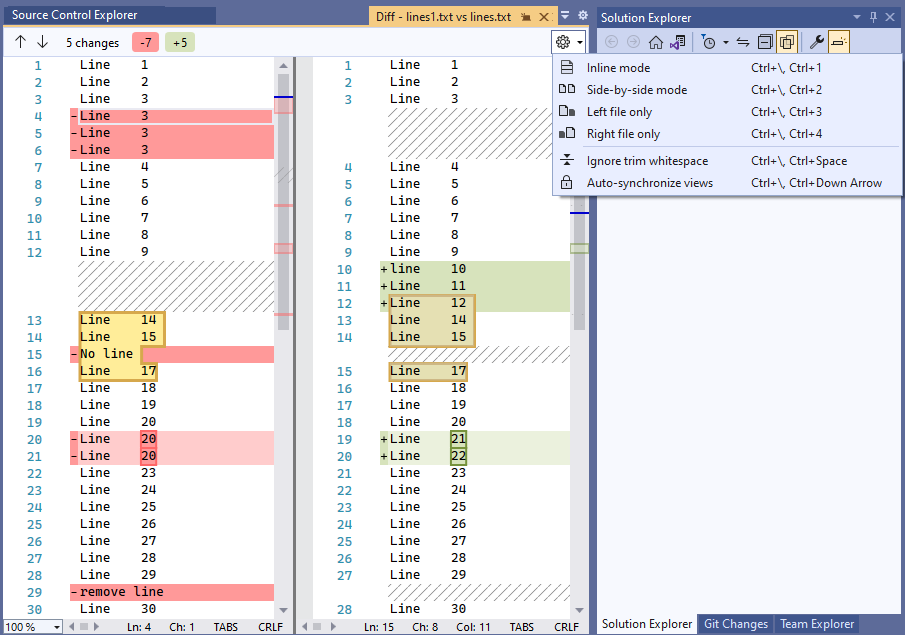 Source Control Explorer
Diff - lines1.txt vs lines.txt
Solution Explorer
5 changes -7 +5
Inline mode Ctrl+\, Ctrl+1
Side-by-side mode Ctrl+\, Ctrl+2
Left file only Ctrl+\, Ctrl+3
Right file only Ctrl+\, Ctrl+4
Ignore trim whitespace Ctrl+\, Ctrl+Space
Auto-synchronize views Ctrl+\, Ctrl+Down Arrow
1 Line 1
2 Line 2
3 Line 3
4 -Line 3
5 -Line 3
6 -Line 3
7 Line 4
8 Line 5
9 Line 6
10 Line 7
11 Line 8
12 Line 9
13 Line 14
14 Line 15
15 -No line
16 Line 17
17 Line 18
18 Line 19
19 Line 20
20 -Line 20
21 -Line 20
22 Line 23
23 Line 24
24 Line 25
25 Line 26
26 Line 27
27 Line 28
28 Line 29
29 -remove line
30 Line 30
1 Line 1
2 Line 2
3 Line 3
4 Line 4
5 Line 5
6 Line 6
7 Line 7
8 Line 8
9 Line 9
10 +line 10
11 +Line 11
12 +Line 12
13 Line 14
14 Line 15
15 Line 17
16 Line 18
17 Line 19
18 Line 20
19 +Line 21
20 +Line 22
21 Line 23
22 Line 24
23 Line 25
24 Line 26
25 Line 27
26 Line 28
27 Line 29
28 Line 30
100 % Ln: 4 Ch: 1 TABS CRLF
Ln: 15 Ch: 8 Col: 11 TABS CRLF
Solution Explorer Git Changes Team Explorer